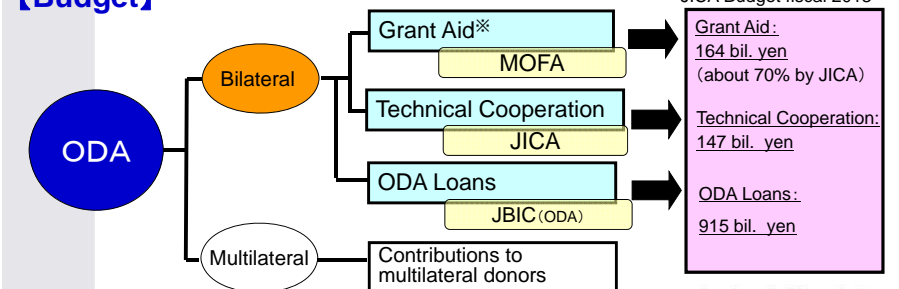 【Budget】
JICA Budget fiscal 2013
Grant Aid※
MOFA
Bilateral
Technical Cooperation
JICA
ODA
ODA Loans
JBIC(ODA)
Multilateral
Contributions to
multilateral donors
Grant Aid:
164 bil. yen
(about 70% by JICA)
Technical Cooperation:
147 bil. yen
ODA Loans:
915 bil. yen